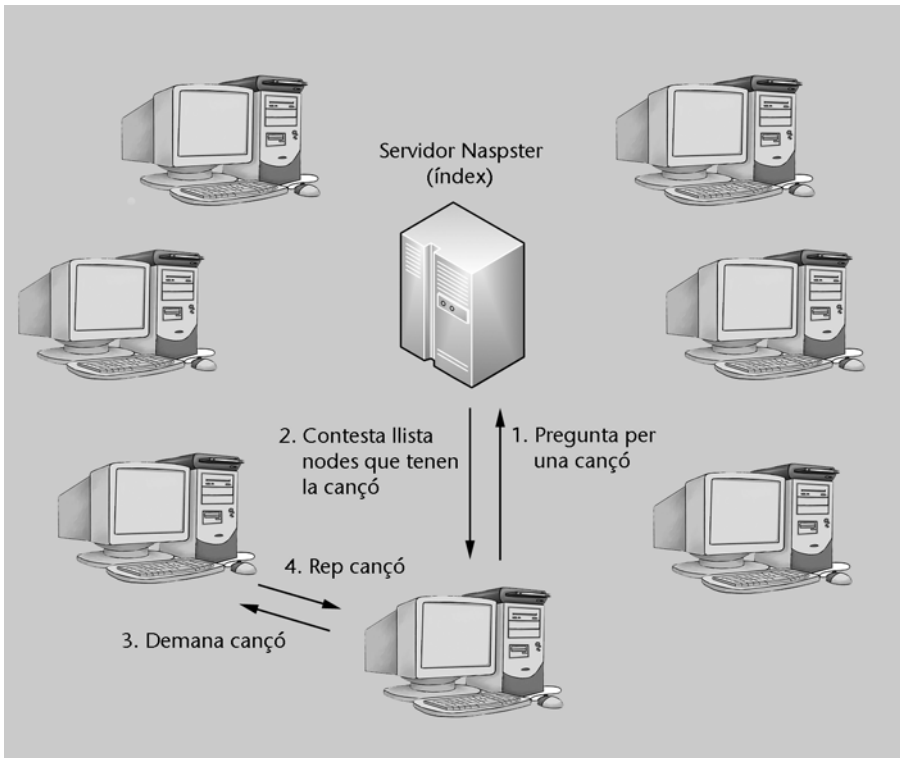 Servidor Naspster
(índex)
2. Contesta llista
nodes que tenen
la cançó
1. Pregunta per
una cançó
4. Rep cançó
3. Demana cançó